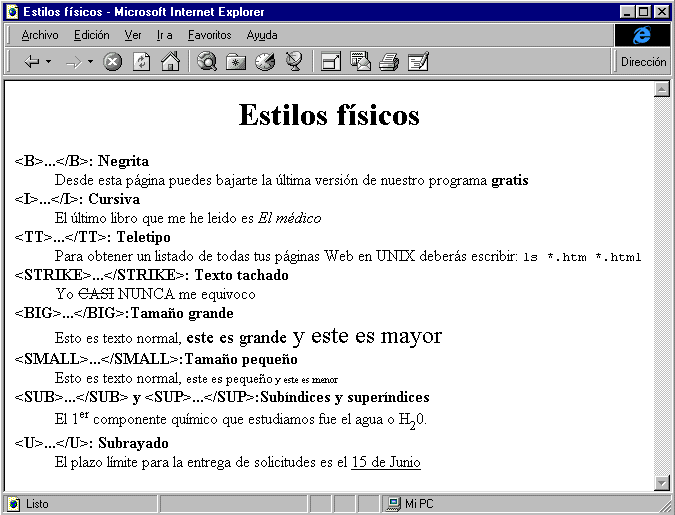 Estilos físicos - Microsoft Internet Explorer
Archivo Edición Ver Ir a Favoritos Ayuda
Dirección
Estilos físicos
<B>...</B>: Negrita
Desde esta página puedes bajarte la última versión de nuestro programa gratis
<I>...</I>: Cursiva
El último libro que me he leido es El médico
<TT>...</TT>: Teletipo
Para obtener un listado de todas tus páginas Web en UNIX deberás escribir: ls *.htm *.html
<STRIKE>...</STRIKE>: Texto tachado
Yo CASI NUNCA me equivoco
<BIG>...</BIG>:Tamaño grande
Esto es texto normal, este es grande y este es mayor
<SMALL>...</SMALL>:Tamaño pequeño
Esto es texto normal, este es pequeño y este es menor
<SUB>...</SUB> y <SUP>...</SUP>:Subíndices y superíndices
El 1er componente químico que estudiamos fue el agua o H20.
<U>...</U>: Subrayado
El plazo límite para la entrega de solicitudes es el 15 de Junio
Listo
Mi PC